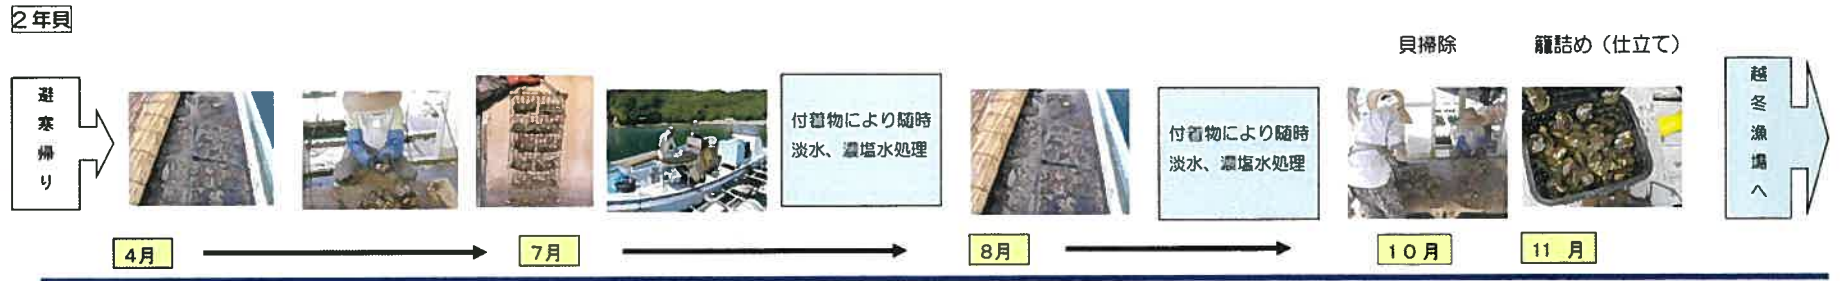 2年貝
貝掃除
籠詰め（仕立て）
避寒帰り
付着物により随時
淡水、濃塩水処理
付着物により随時
淡水、濃塩水処理
越冬漁場へ
4月
7月
8月
10月
11 月